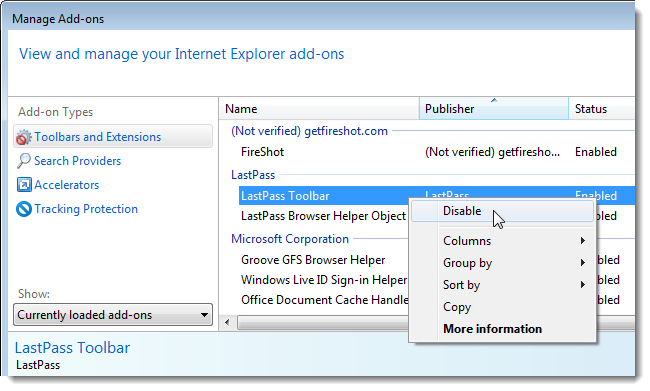 Manage Add-ons
View and manage your Internet Explorer add-ons
Add-on Types
Toolbars and Extensions
Search Providers
Accelerators
Tracking Protection
Show:
Currently loaded add-ons
Name Publisher Status
(Not verified) getfireshot.com
FireShot (Not verified) getfiresho... Enabled
LastPass
LastPass Toolbar LastPass Enabled
LastPass Browser Helper Object
Microsoft Corporation
Groove GFS Browser Helper
Windows Live ID Sign-in Helper
Office Document Cache Handle
Disable
Columns
Group by
Sort by
Copy
More information
LastPass Toolbar
LastPass